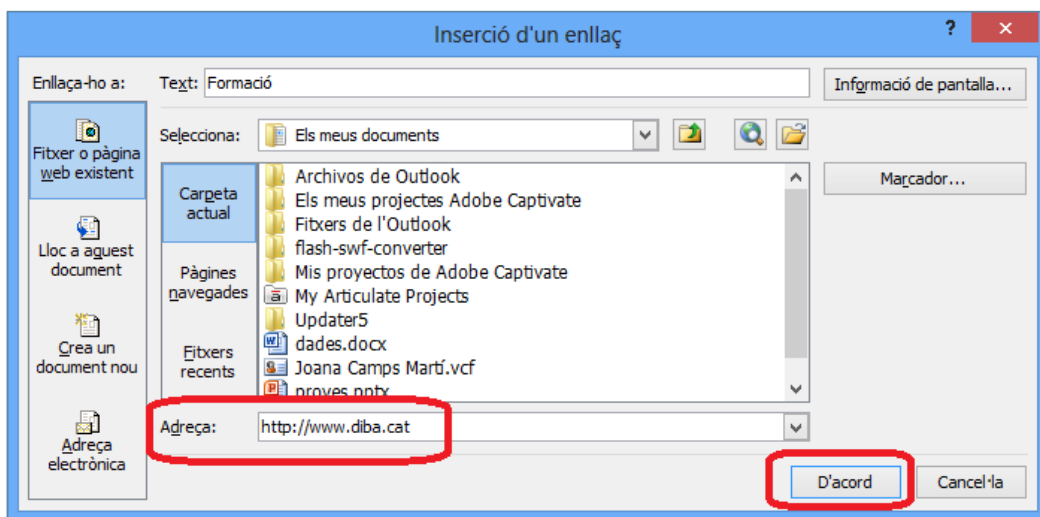 Inserció d'un enllaç
?
Enllaça-ho a:
Text: Formació
Informació de pantalla...
Fitxer o pàgina
web existent
Selecciona: Els meus documents
Carpeta
actual
Archivos de Outlook
Els meus projectes Adobe Captivate
Fitxers de l'Outlook
flash-swf-converter
Mis proyectos de Adobe Captivate
My Articulate Projects
Updater5
dades.docx
Joana Camps Martí.vcf
proves.pptx
Marcador...
Lloc a aquest
document
Pàgines
navegades
Crea un
document nou
Fitxers
recents
Adreça
electrònica
Adreça: http://www.diba.cat
D'acord
Cancel·la